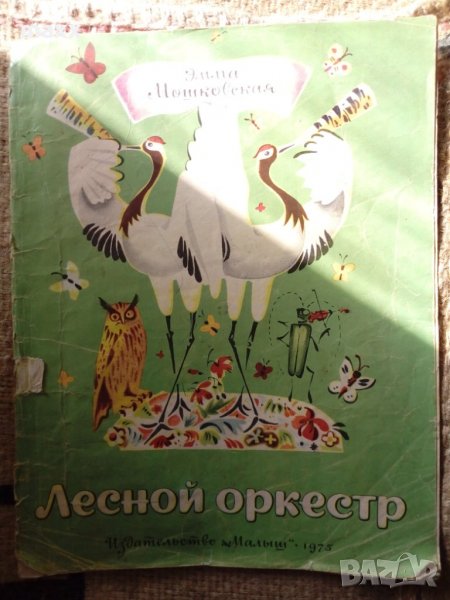 Эмма
Мошковская
Лесной оркестр
Издательство «Малыш» · 1975
BAZAR